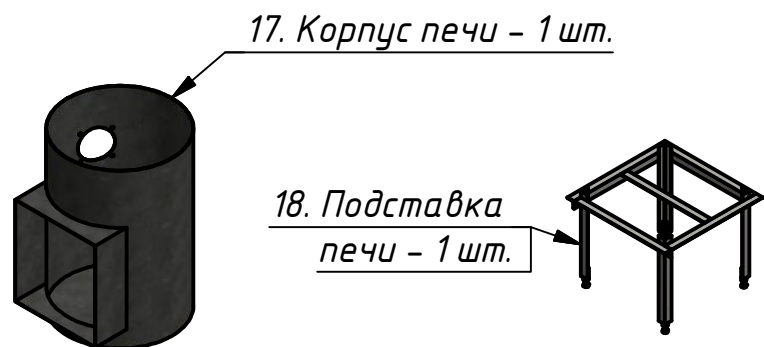 17. Корпус печи – 1 шт.
18. Подставка
печи – 1 шт.